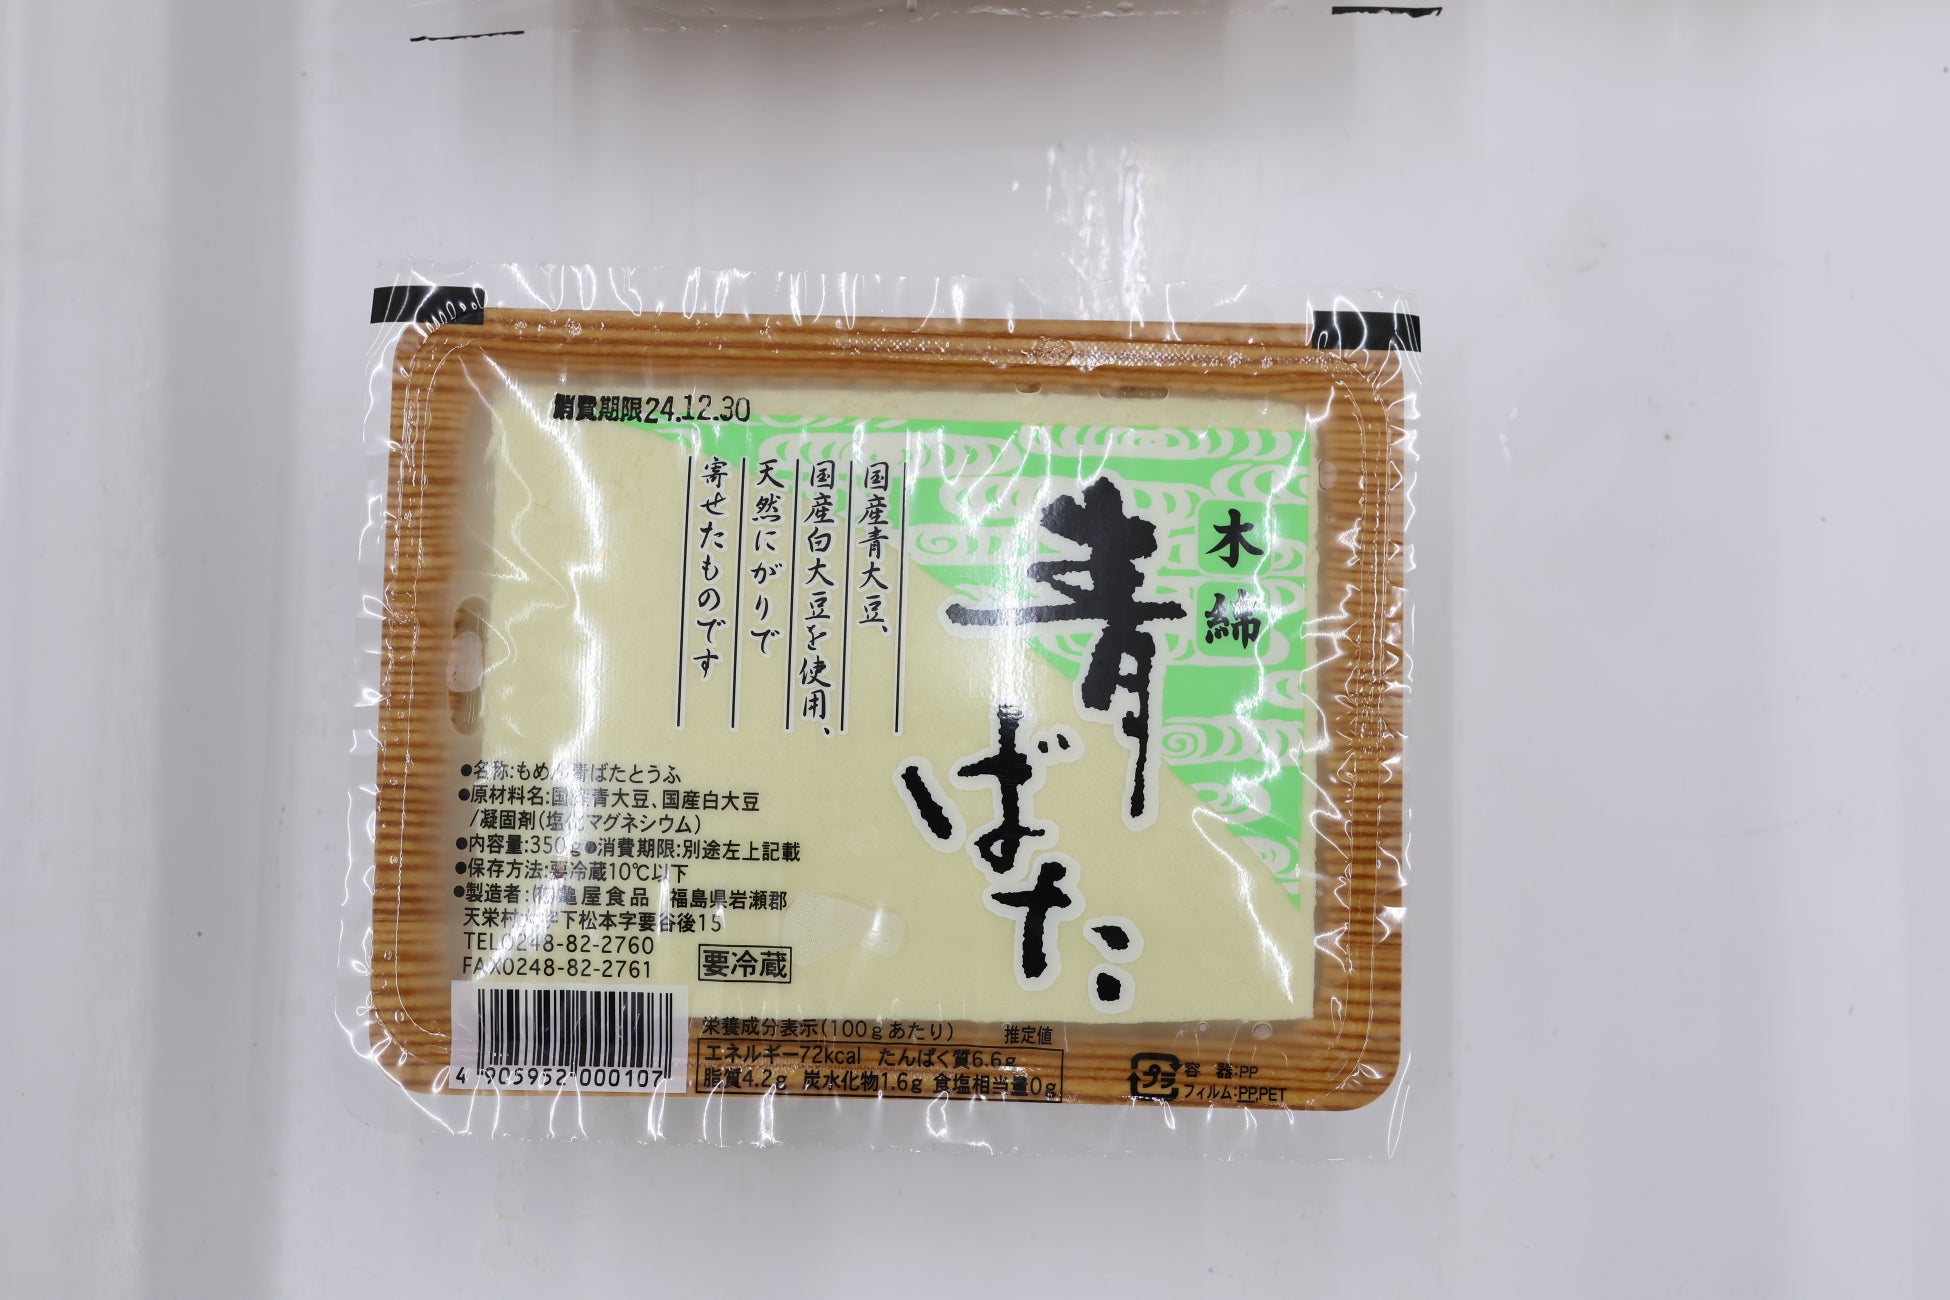 消費期限24.12.30
木綿
青ばた
国産青大豆、
国産白大豆を使用、
天然にがりで
寄せたものです
●名称:もめん青ばたとうふ
●原材料名:国産青大豆、国産白大豆
/凝固剤(塩化マグネシウム)
●内容量:350g●消費期限:別途左上記載
●保存方法:要冷蔵10℃以下
●製造者:(有)亀屋食品 福島県岩瀬郡
天栄村大字下松本字要谷後15
TEL0248-82-2760
FAX0248-82-2761
要冷蔵
4 905952 000107
栄養成分表示(100gあたり) 推定値
エネルギー72kcal たんぱく質6.6g
脂質4.2g 炭水化物1.6g 食塩相当量0g
プラ
容器:PP
フィルム:PP,PET